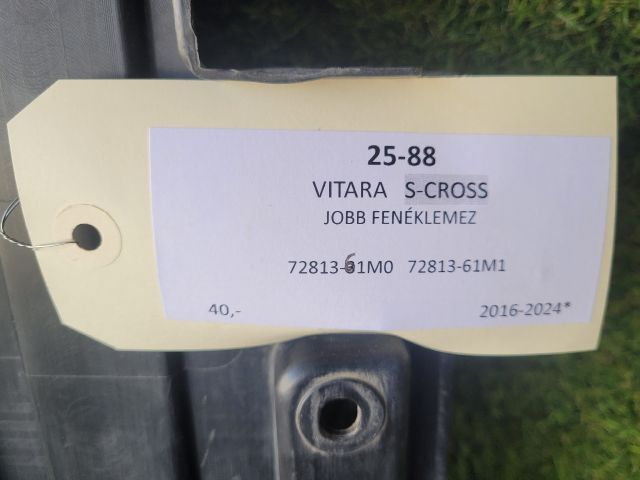 25-88
VITARA S-CROSS
JOBB FENÉKLEMEZ
72813-61M0 72813-61M1
40,- 2016-2024*